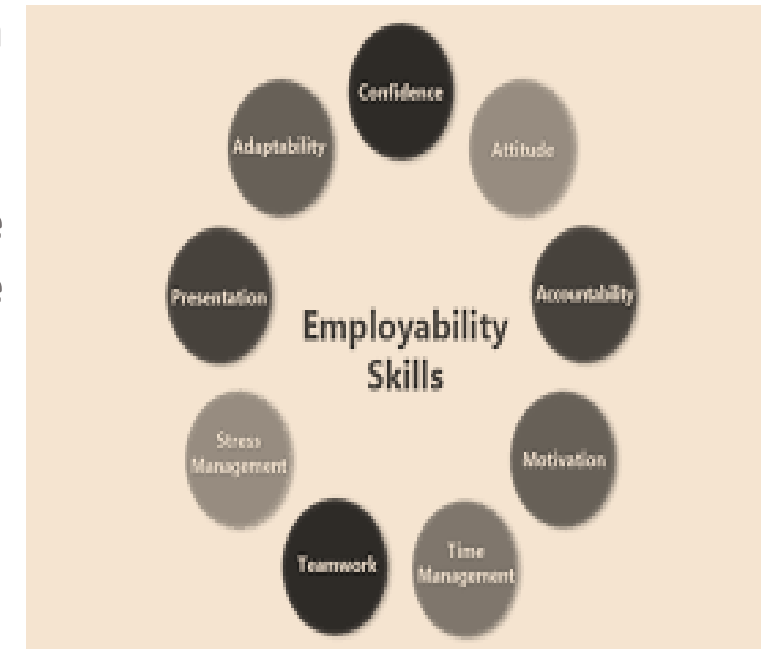 Confidence
Adaptability
Attitude
Presentation
Accountability
Employability
Skills
Stress
Management
Motivation
Teamwork
Time
Management